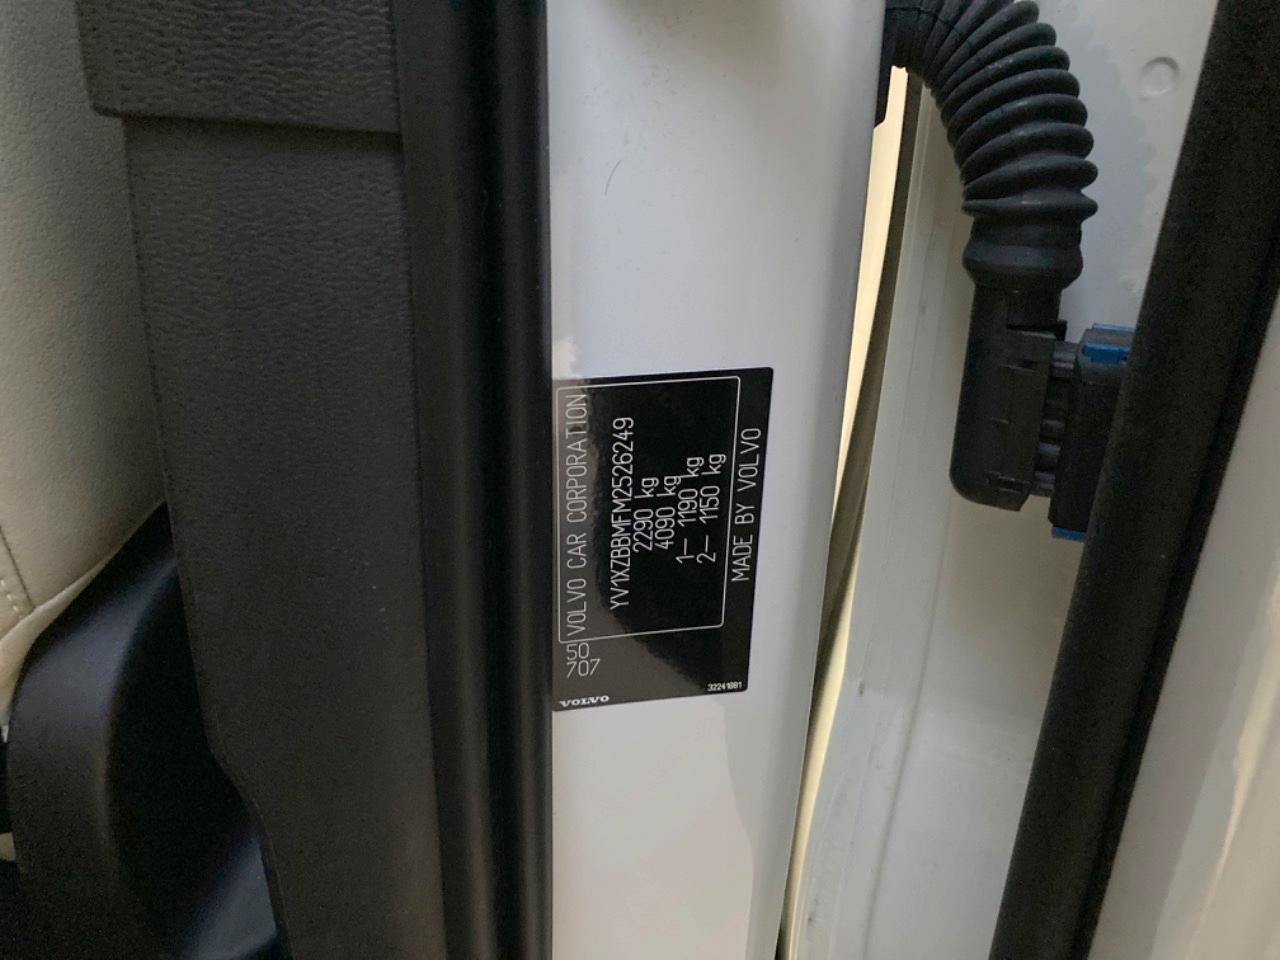 VOLVO CAR CORPORATION
YV1XZBBMFM2526249
2290 kg
4090 kg
1— 1190 kg
2— 1150 kg
MADE BY VOLVO
50
707
VOLVO
32241881